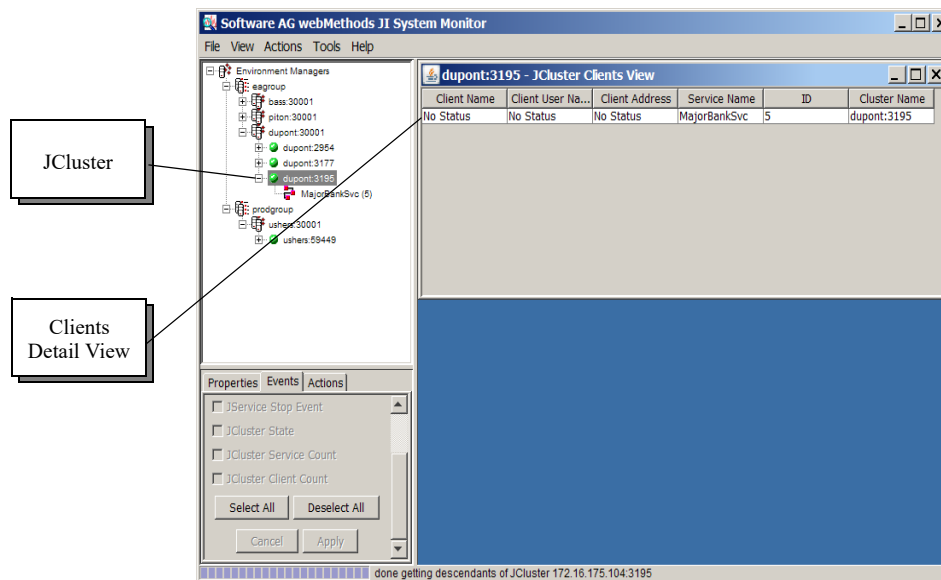 Software AG webMethods JI System Monitor
File View Actions Tools Help
Environment Managers
eagroup
bass:30001
piton:30001
dupont:30001
dupont:2954
dupont:3177
dupont:3195
MajorBankSvc (5)
prodgroup
ushers:30001
ushers:59449
JCluster
Clients
Detail View
dupont:3195 - JCluster Clients View
Client Name Client User Na... Client Address Service Name ID Cluster Name
No Status No Status No Status MajorBankSvc 5 dupont:3195
Properties Events Actions
JService Stop Event
JCluster State
JCluster Service Count
JCluster Client Count
Select All Deselect All
Cancel Apply
done getting descendants of JCluster 172.16.175.104:3195